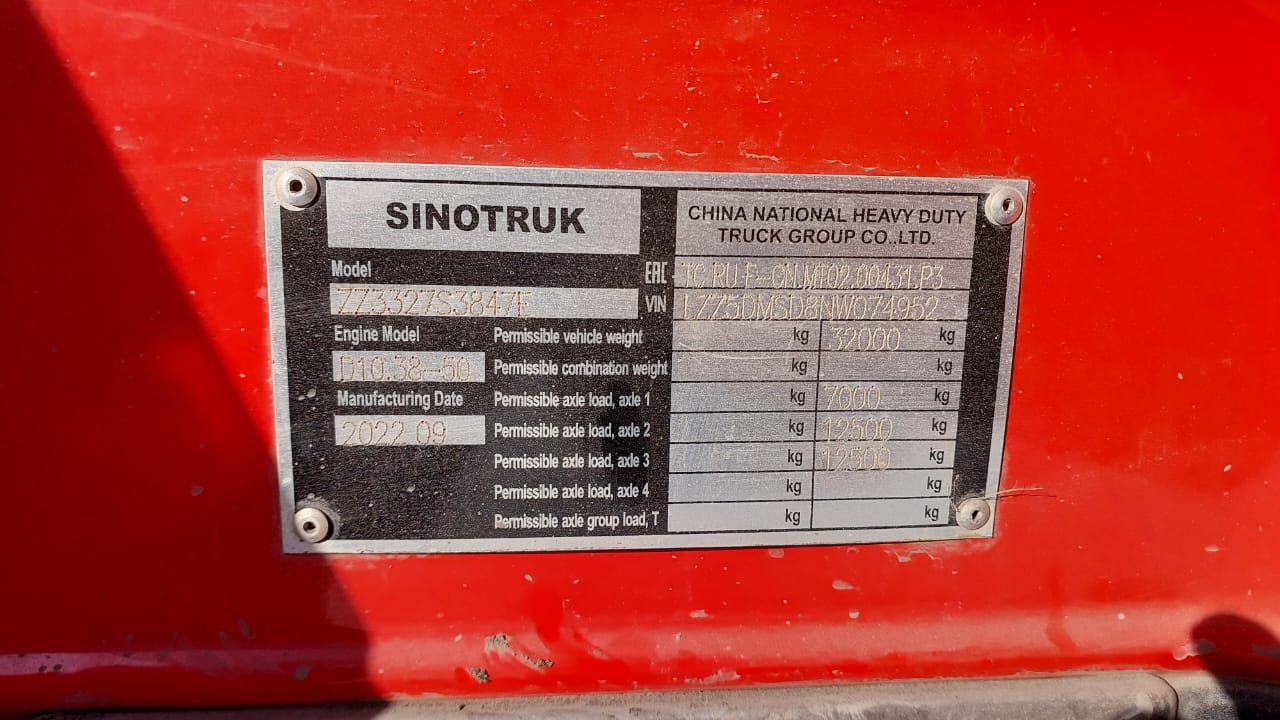 SINOTRUK
CHINA NATIONAL HEAVY DUTY
TRUCK GROUP CO.,LTD.
Model
EAC TC RU E-CN.MT02.00431.P3
ZZ3327S3847E
VIN LZZ5DMSD8NW074952
Engine Model Permissible vehicle weight kg 32000 kg
D10.38-50 Permissible combination weight kg kg
Manufacturing Date Permissible axle load, axle 1 kg 7000 kg
2022 09 Permissible axle load, axle 2 kg 12500 kg
Permissible axle load, axle 3 kg 12500 kg
Permissible axle load, axle 4 kg kg
Permissible axle group load, T kg kg